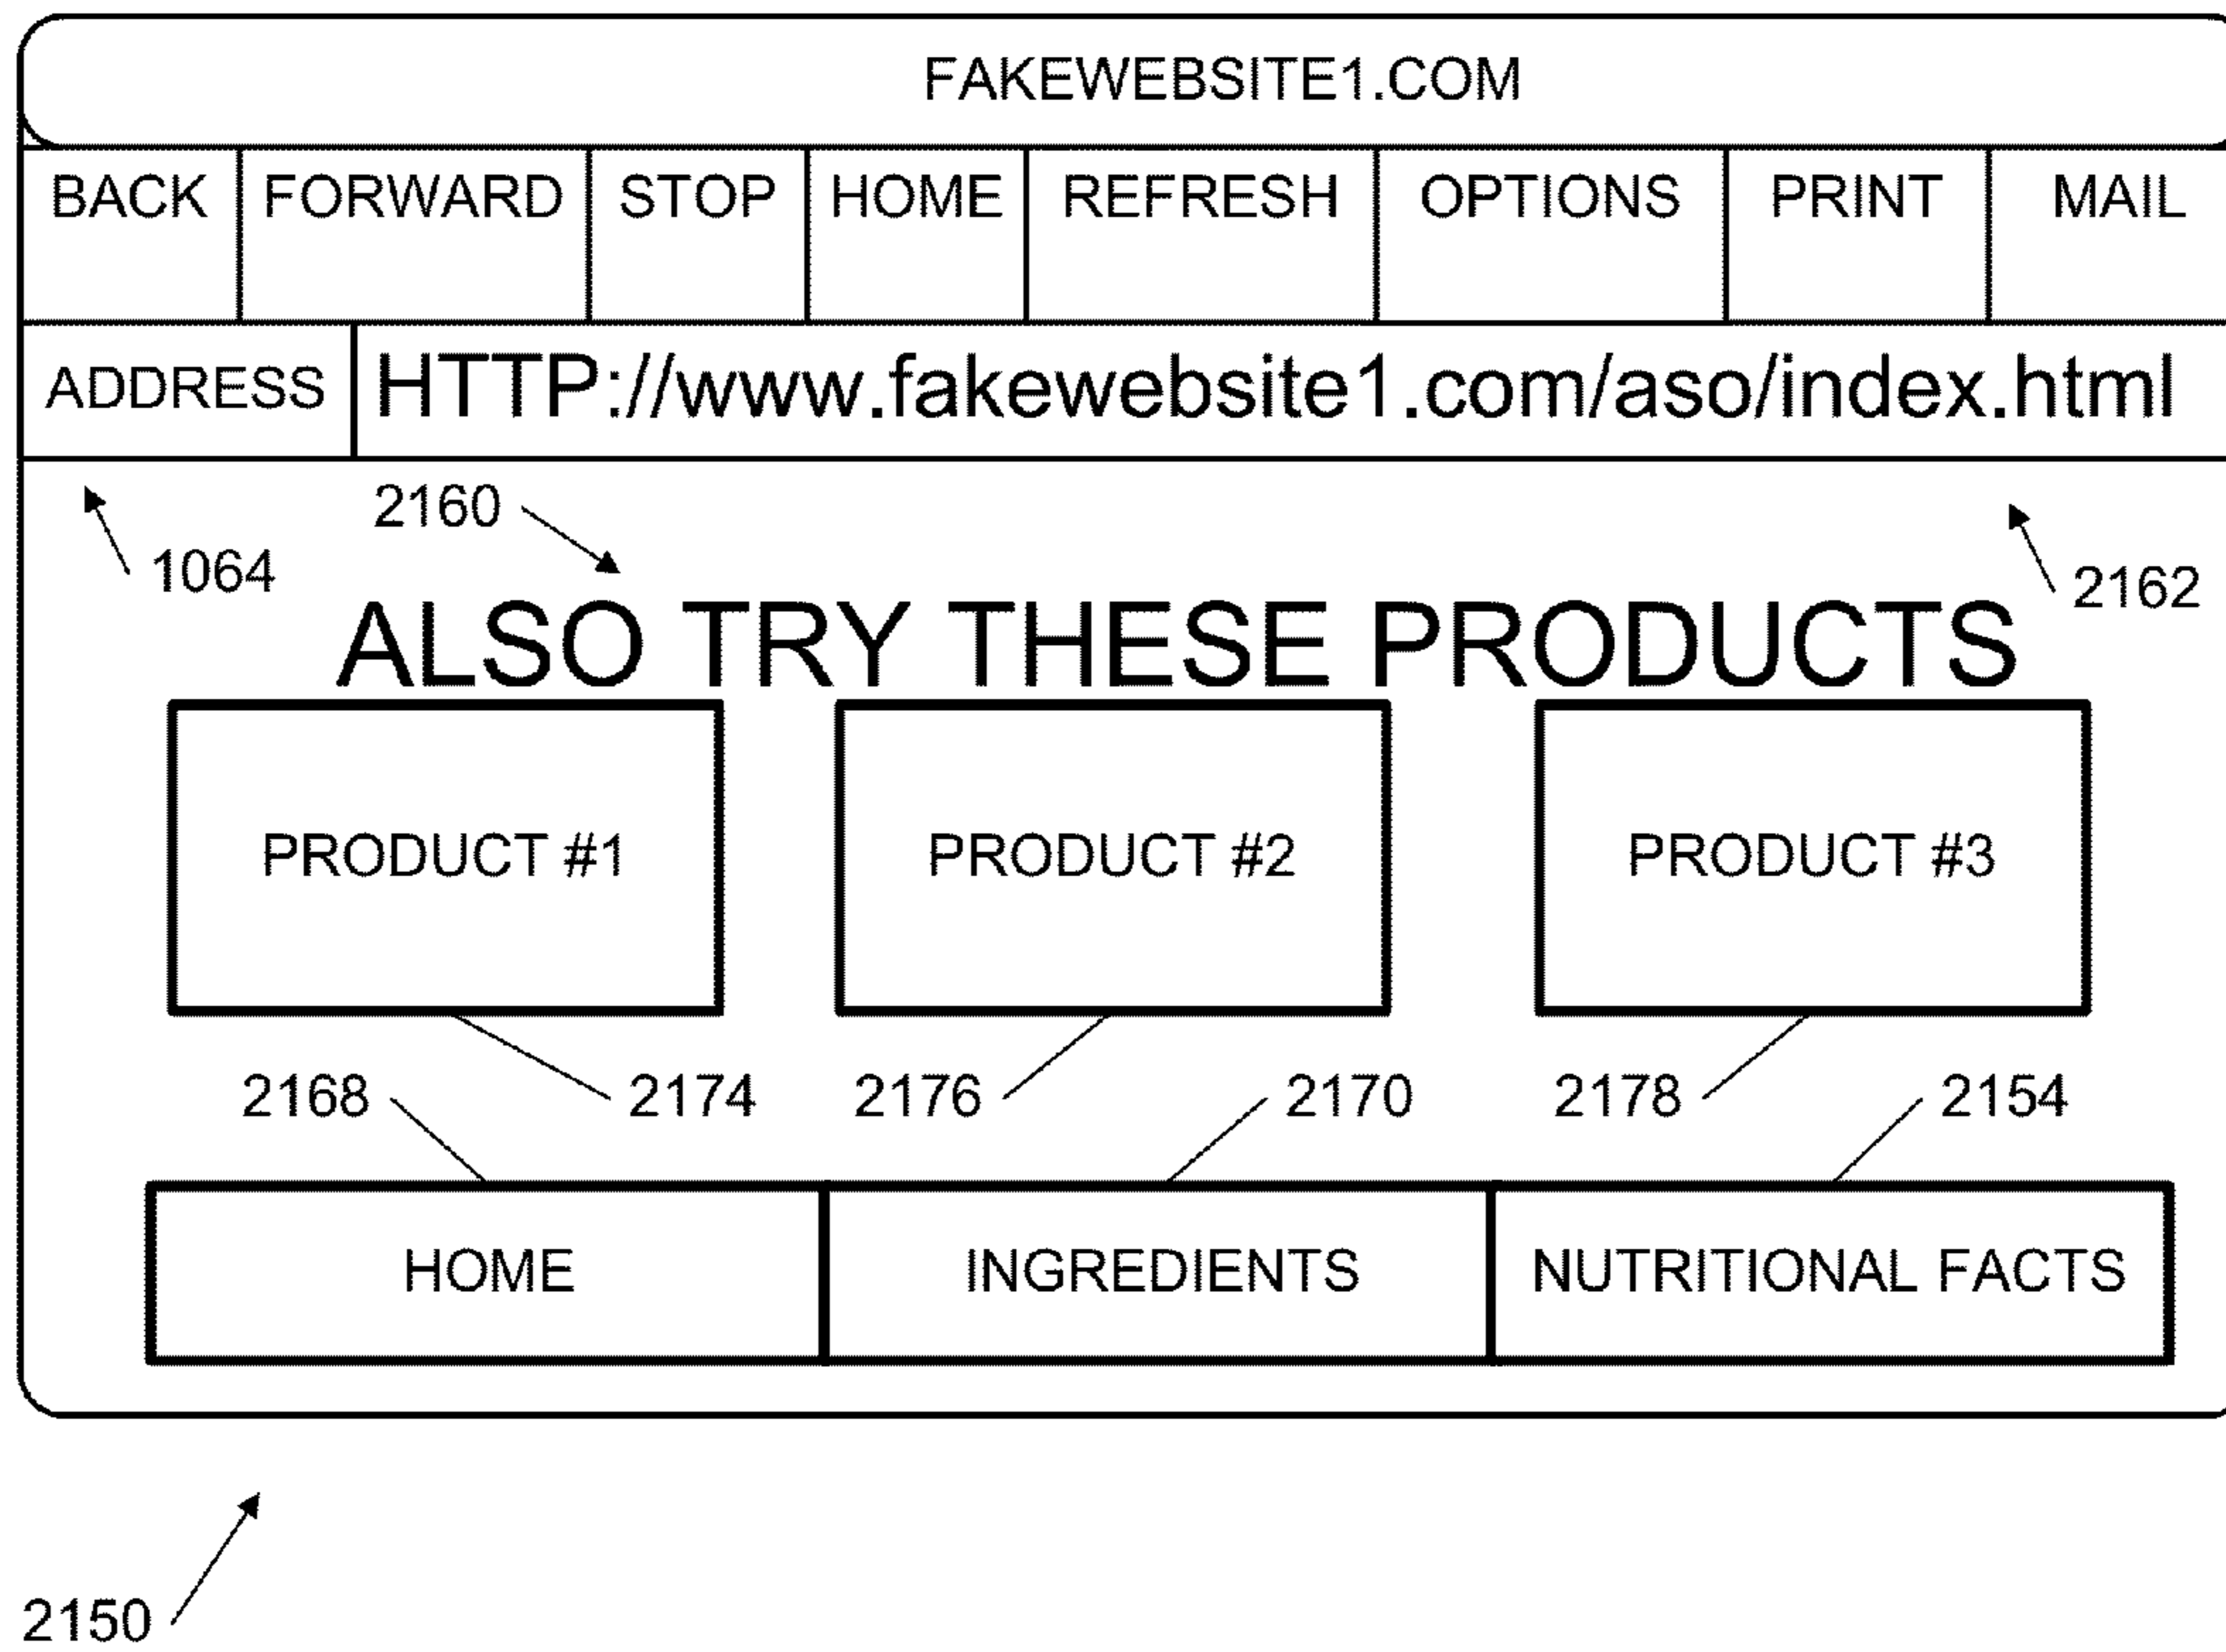 FAKEWEBSITE1.COM
BACK FORWARD STOP HOME REFRESH OPTIONS PRINT MAIL
ADDRESS HTTP://www.fakewebsite1.com/aso/index.html
2160
1064 2162
ALSO TRY THESE PRODUCTS
PRODUCT #1 PRODUCT #2 PRODUCT #3
2168 2174 2176 2170 2178 2154
HOME INGREDIENTS NUTRITIONAL FACTS
2150